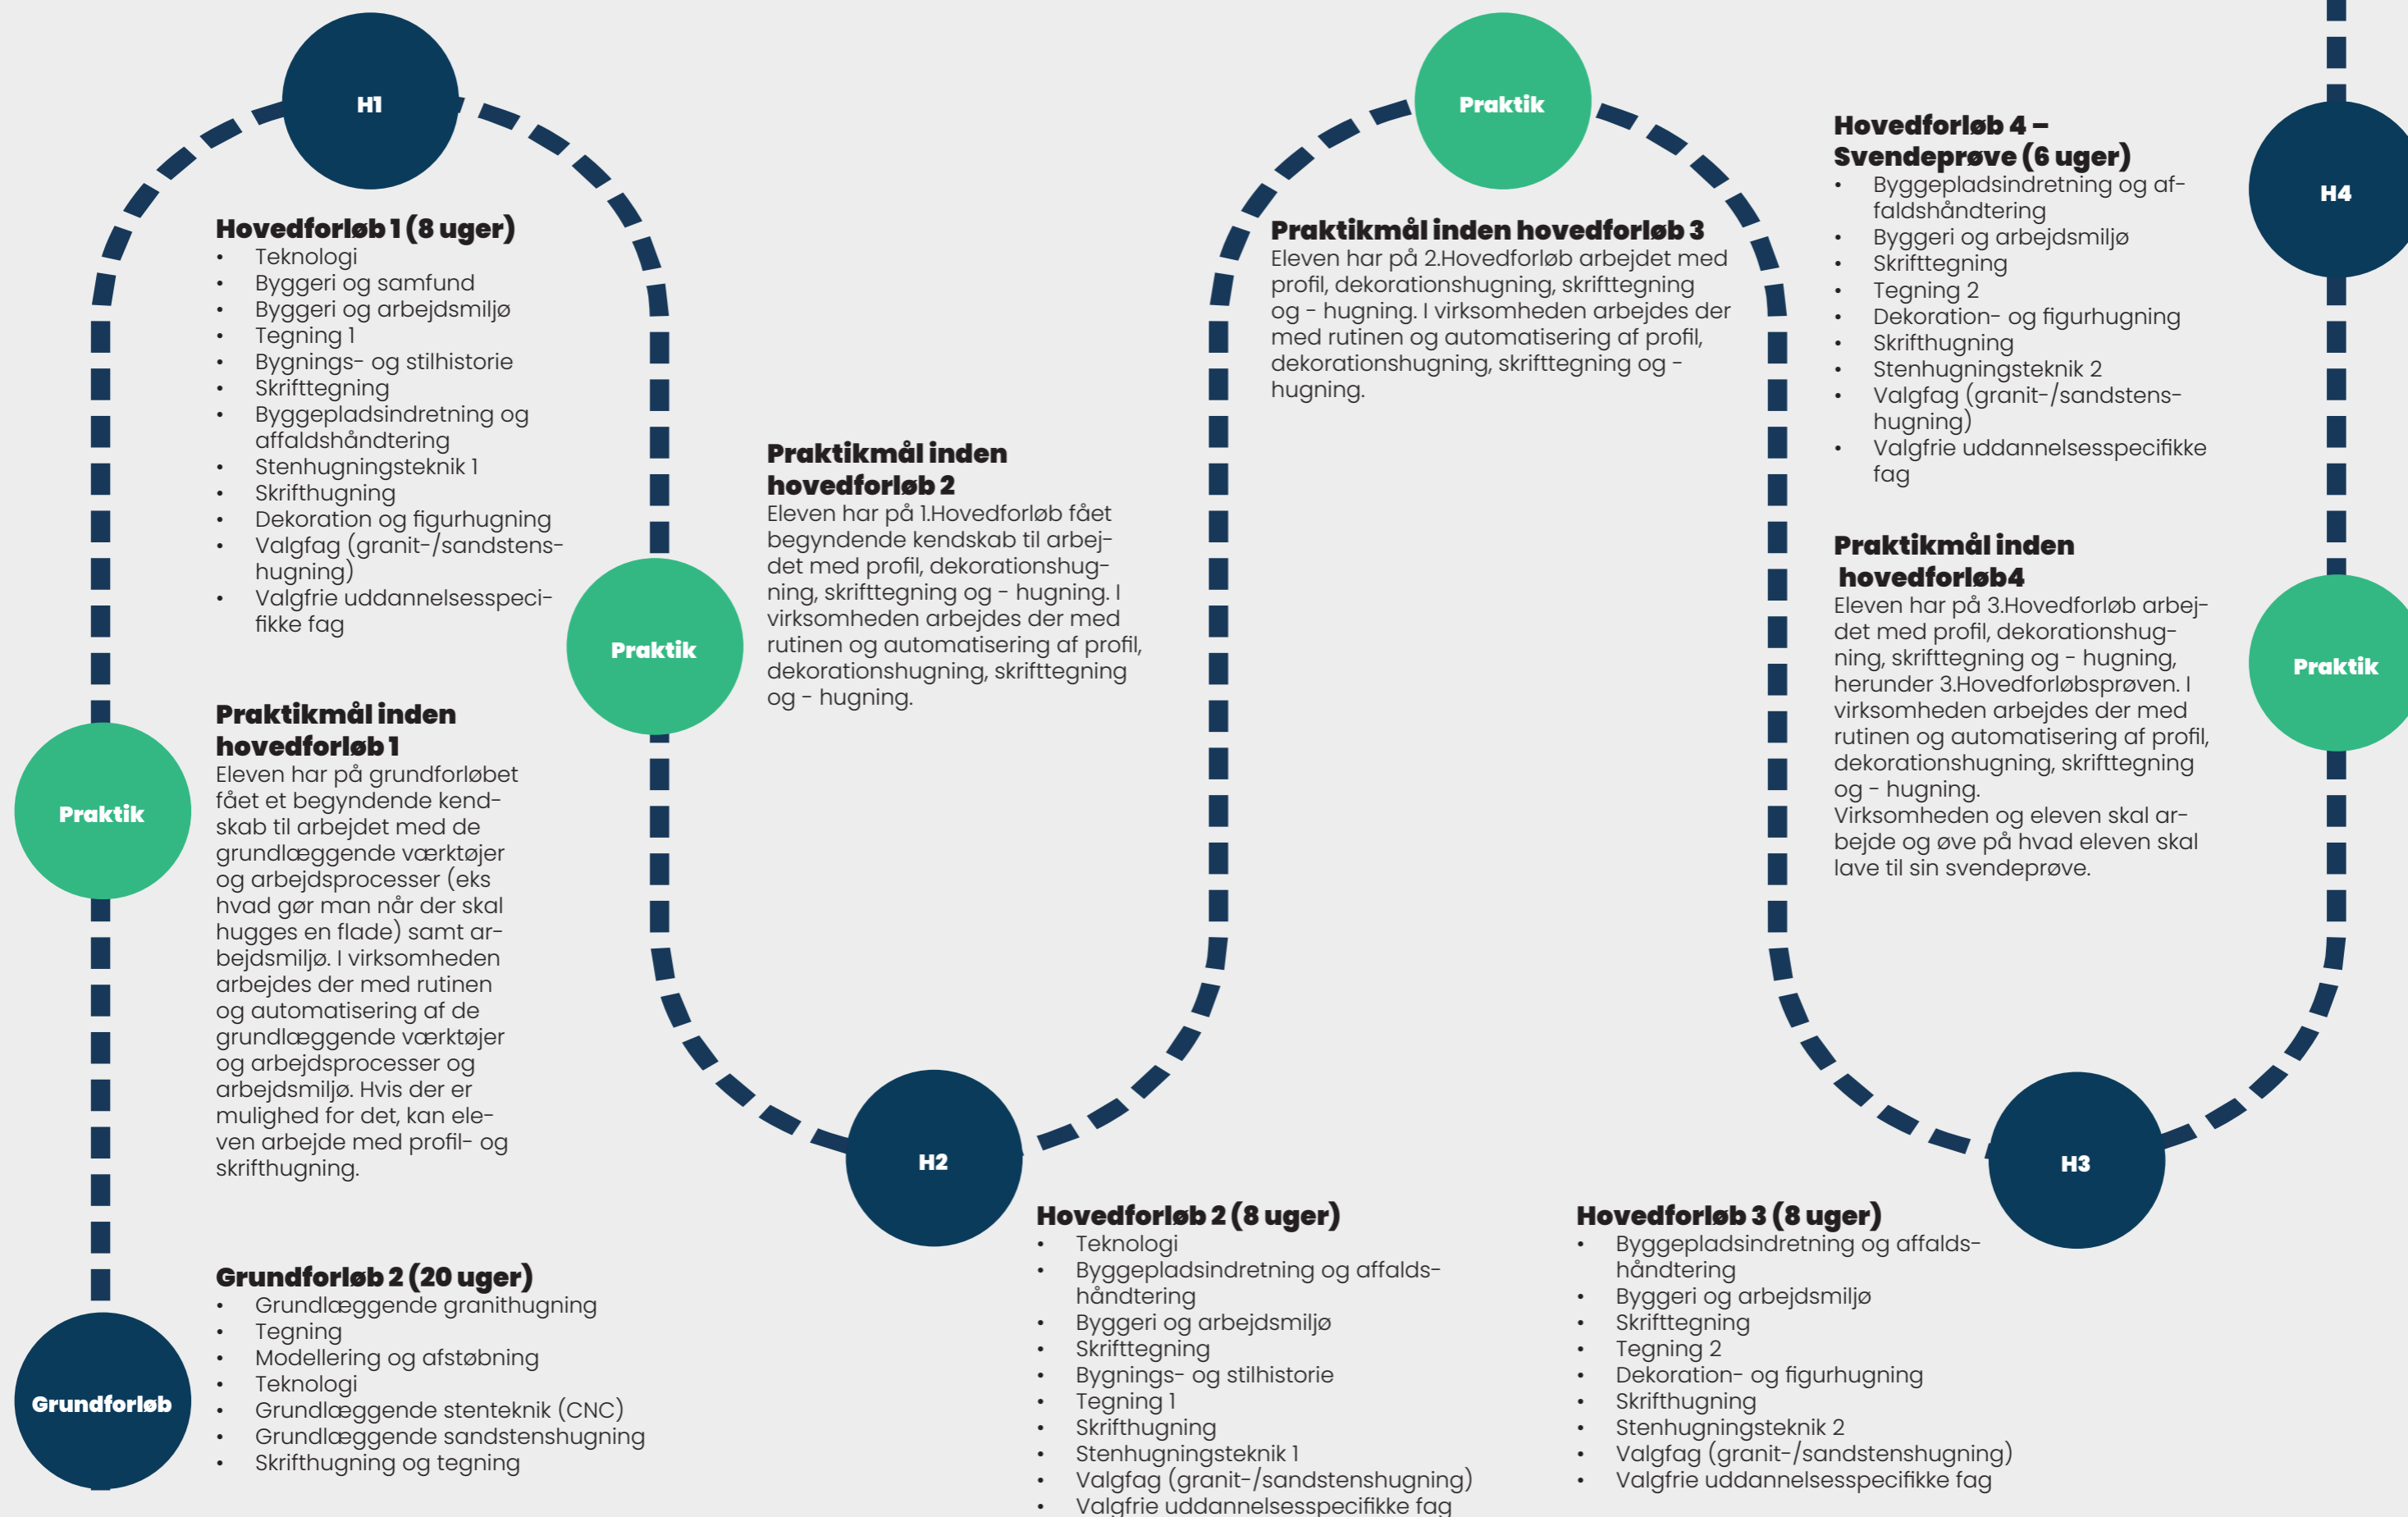 H1
Hovedforløb 1 (8 uger)
• Teknologi
• Byggeri og samfund
• Byggeri og arbejdsmiljø
• Tegning 1
• Bygnings- og stilhistorie
• Skrifttegning
• Byggepladsindretning og
affaldshåndtering
• Stenhugningsteknik 1
• Skrifthugning
• Dekoration og figurhugning
• Valgfag (granit-/sandstens-
hugning)
• Valgfrie uddannelsesspeci-
fikke fag
Praktik
Praktikmål inden
hovedforløb 1
Eleven har på grundforløbet
fået et begyndende kend-
skab til arbejdet med de
grundlæggende værktøjer
og arbejdsprocesser (eks
hvad gør man når der skal
hugges en flade) samt ar-
bejdsmiljø. I virksomheden
arbejdes der med rutinen
og automatisering af de
grundlæggende værktøjer
og arbejdsprocesser og
arbejdsmiljø. Hvis der er
mulighed for det, kan ele-
ven arbejde med profil- og
skrifthugning.
Grundforløb
Grundforløb 2 (20 uger)
• Grundlæggende granithugning
• Tegning
• Modellering og afstøbning
• Teknologi
• Grundlæggende stenteknik (CNC)
• Grundlæggende sandstenshugning
• Skrifthugning og tegning
Praktik
Praktikmål inden
hovedforløb 2
Eleven har på 1.Hovedforløb fået
begyndende kendskab til arbej-
det med profil, dekorationshug-
ning, skrifttegning og - hugning. I
virksomheden arbejdes der med
rutinen og automatisering af profil,
dekorationshugning, skrifttegning
og - hugning.
H2
Hovedforløb 2 (8 uger)
• Teknologi
• Byggepladsindretning og affalds-
håndtering
• Byggeri og arbejdsmiljø
• Skrifttegning
• Bygnings- og stilhistorie
• Tegning 1
• Skrifthugning
• Stenhugningsteknik 1
• Valgfag (granit-/sandstenshugning)
• Valgfrie uddannelsesspecifikke fag
Praktik
Praktikmål inden hovedforløb 3
Eleven har på 2.Hovedforløb arbejdet med
profil, dekorationshugning, skrifttegning
og - hugning. I virksomheden arbejdes der
med rutinen og automatisering af profil,
dekorationshugning, skrifttegning og -
hugning.
H3
Hovedforløb 3 (8 uger)
• Byggepladsindretning og affalds-
håndtering
• Byggeri og arbejdsmiljø
• Skrifttegning
• Tegning 2
• Dekoration- og figurhugning
• Skrifthugning
• Stenhugningsteknik 2
• Valgfag (granit-/sandstenshugning)
• Valgfrie uddannelsesspecifikke fag
H4
Hovedforløb 4 –
Svendeprøve (6 uger)
• Byggepladsindretning og af-
faldshåndtering
• Byggeri og arbejdsmiljø
• Skrifttegning
• Tegning 2
• Dekoration- og figurhugning
• Skrifthugning
• Stenhugningsteknik 2
• Valgfag (granit-/sandstens-
hugning)
• Valgfrie uddannelsesspecifikke
fag
Praktik
Praktikmål inden
hovedforløb4
Eleven har på 3.Hovedforløb arbej-
det med profil, dekorationshug-
ning, skrifttegning og - hugning,
herunder 3.Hovedforløbsprøven. I
virksomheden arbejdes der med
rutinen og automatisering af profil,
dekorationshugning, skrifttegning
og - hugning.
Virksomheden og eleven skal ar-
bejde og øve på hvad eleven skal
lave til sin svendeprøve.